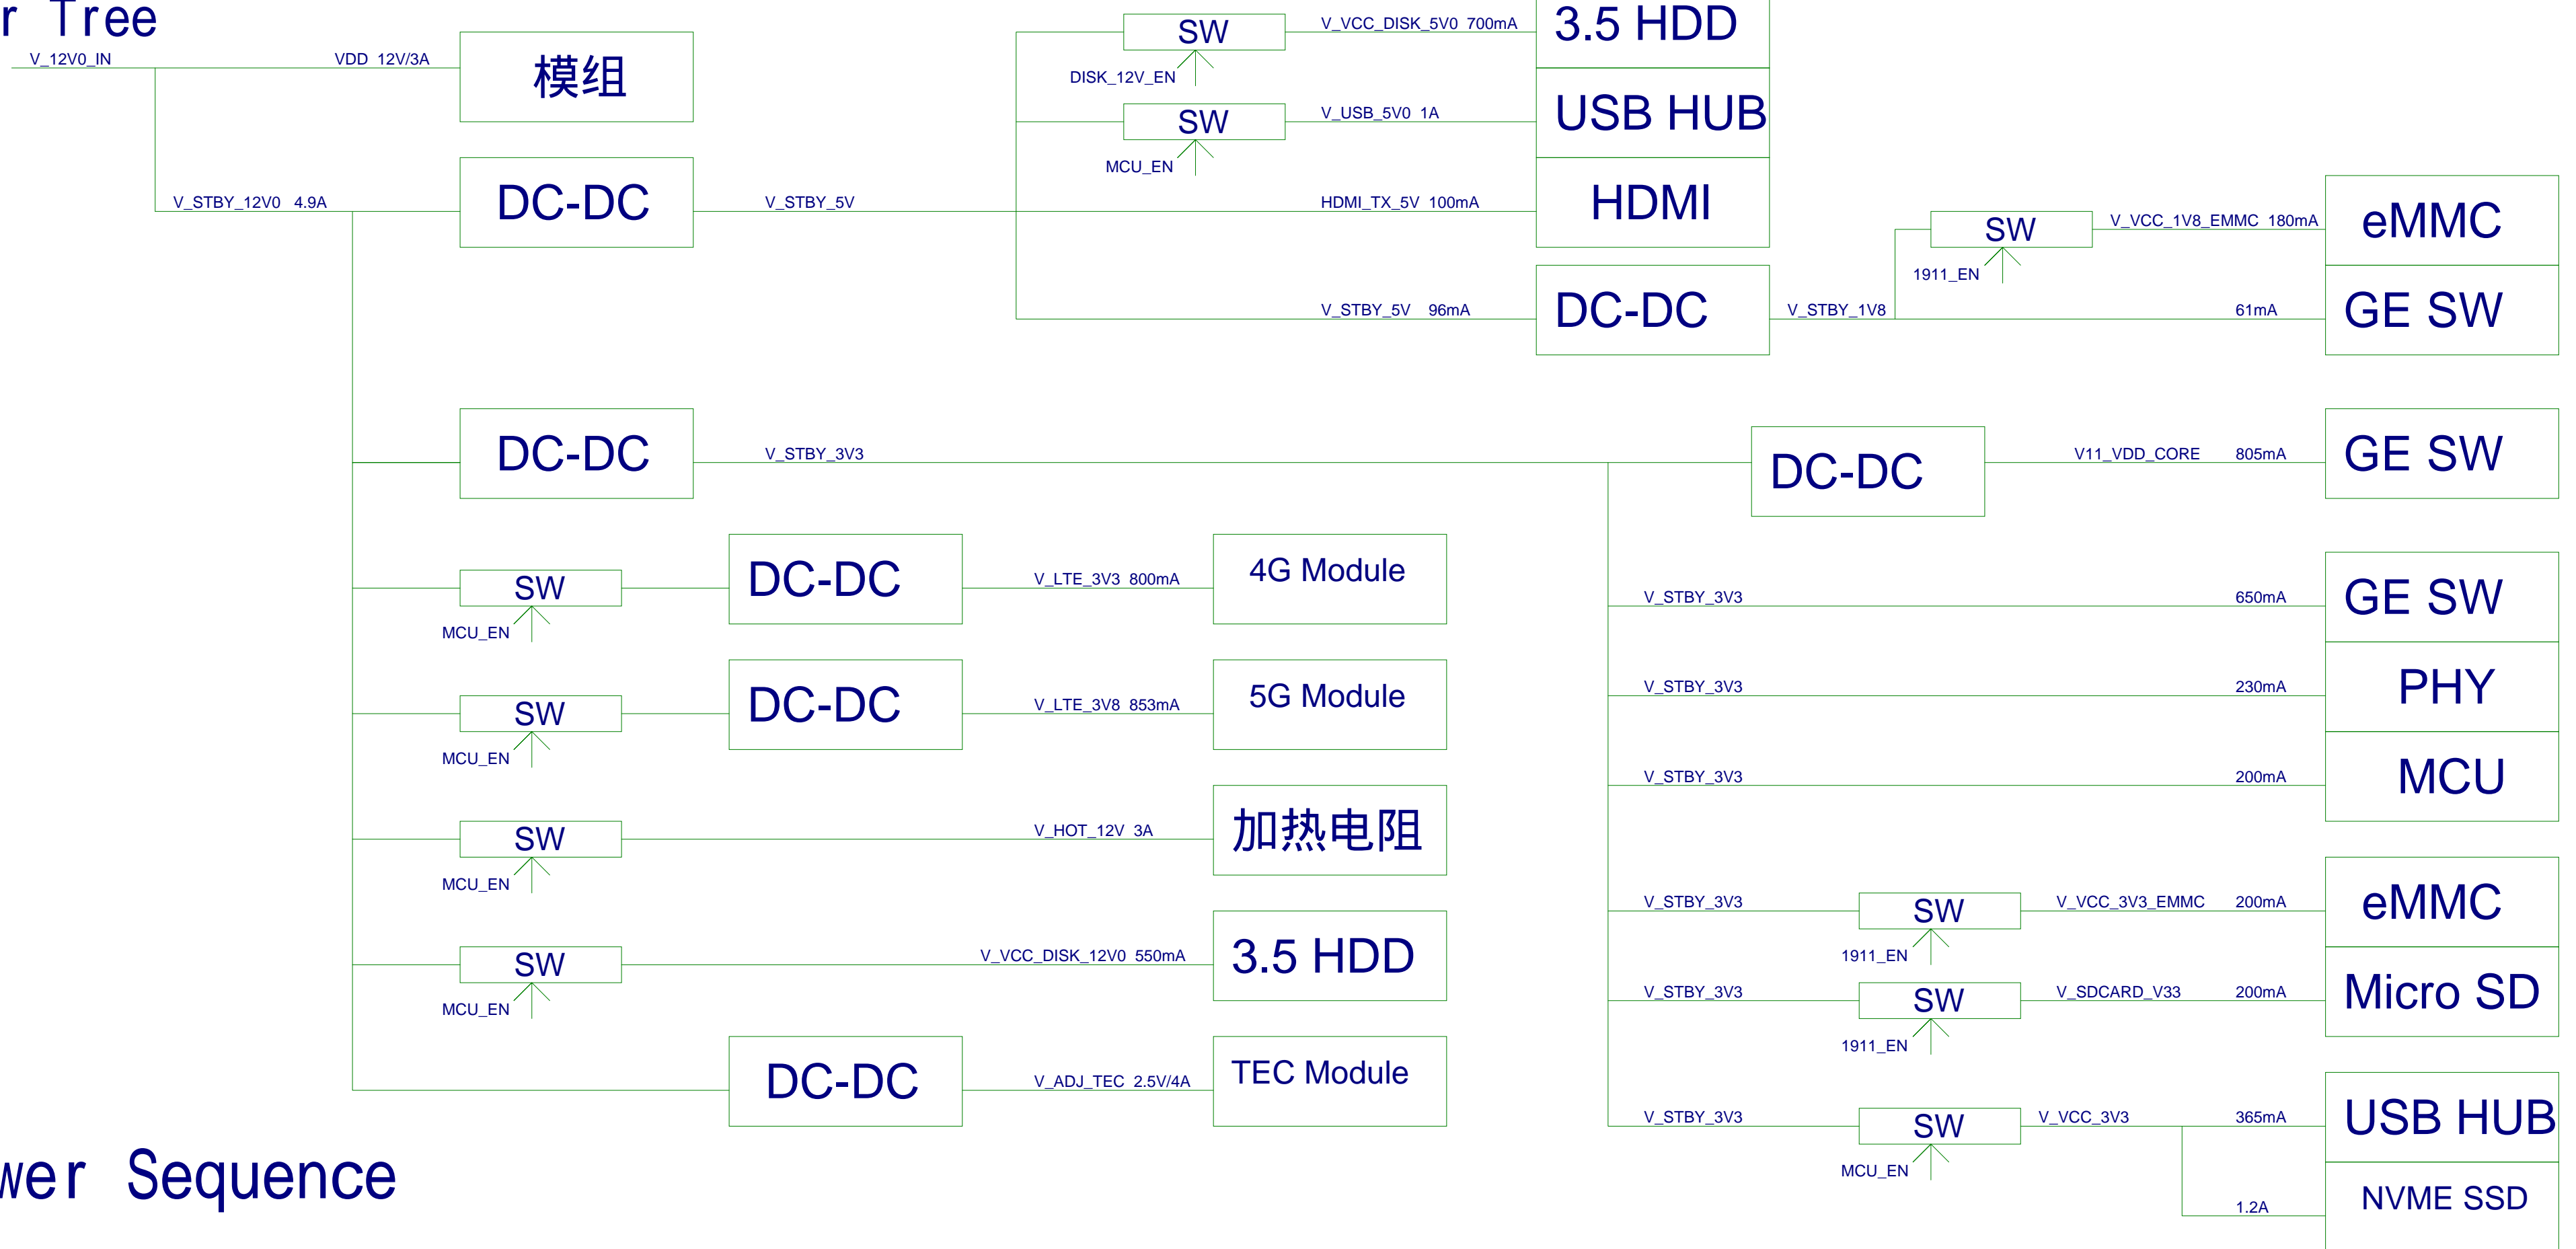 r Tree
V_12V0_IN
VDD 12V/3A
模组
SW
V_VCC_DISK_5V0 700mA
3.5 HDD
DISK_12V_EN
SW
V_USB_5V0 1A
USB HUB
MCU_EN
V_STBY_12V0 4.9A
DC-DC
V_STBY_5V
HDMI_TX_5V 100mA
HDMI
SW
V_VCC_1V8_EMMC 180mA
eMMC
1911_EN
V_STBY_5V 96mA
DC-DC
V_STBY_1V8
61mA
GE SW
DC-DC
V_STBY_3V3
DC-DC
V11_VDD_CORE 805mA
GE SW
SW
DC-DC
V_LTE_3V3 800mA
4G Module
MCU_EN
V_STBY_3V3
650mA
GE SW
SW
DC-DC
V_LTE_3V8 853mA
5G Module
MCU_EN
V_STBY_3V3
230mA
PHY
V_STBY_3V3
200mA
MCU
SW
V_HOT_12V 3A
加热电阻
MCU_EN
V_STBY_3V3
SW
V_VCC_3V3_EMMC 200mA
eMMC
1911_EN
SW
V_VCC_DISK_12V0 550mA
3.5 HDD
MCU_EN
V_STBY_3V3
SW
V_SDCARD_V33 200mA
Micro SD
1911_EN
DC-DC
V_ADJ_TEC 2.5V/4A
TEC Module
V_STBY_3V3
SW
V_VCC_3V3 365mA
USB HUB
MCU_EN
1.2A
NVME SSD
wer Sequence